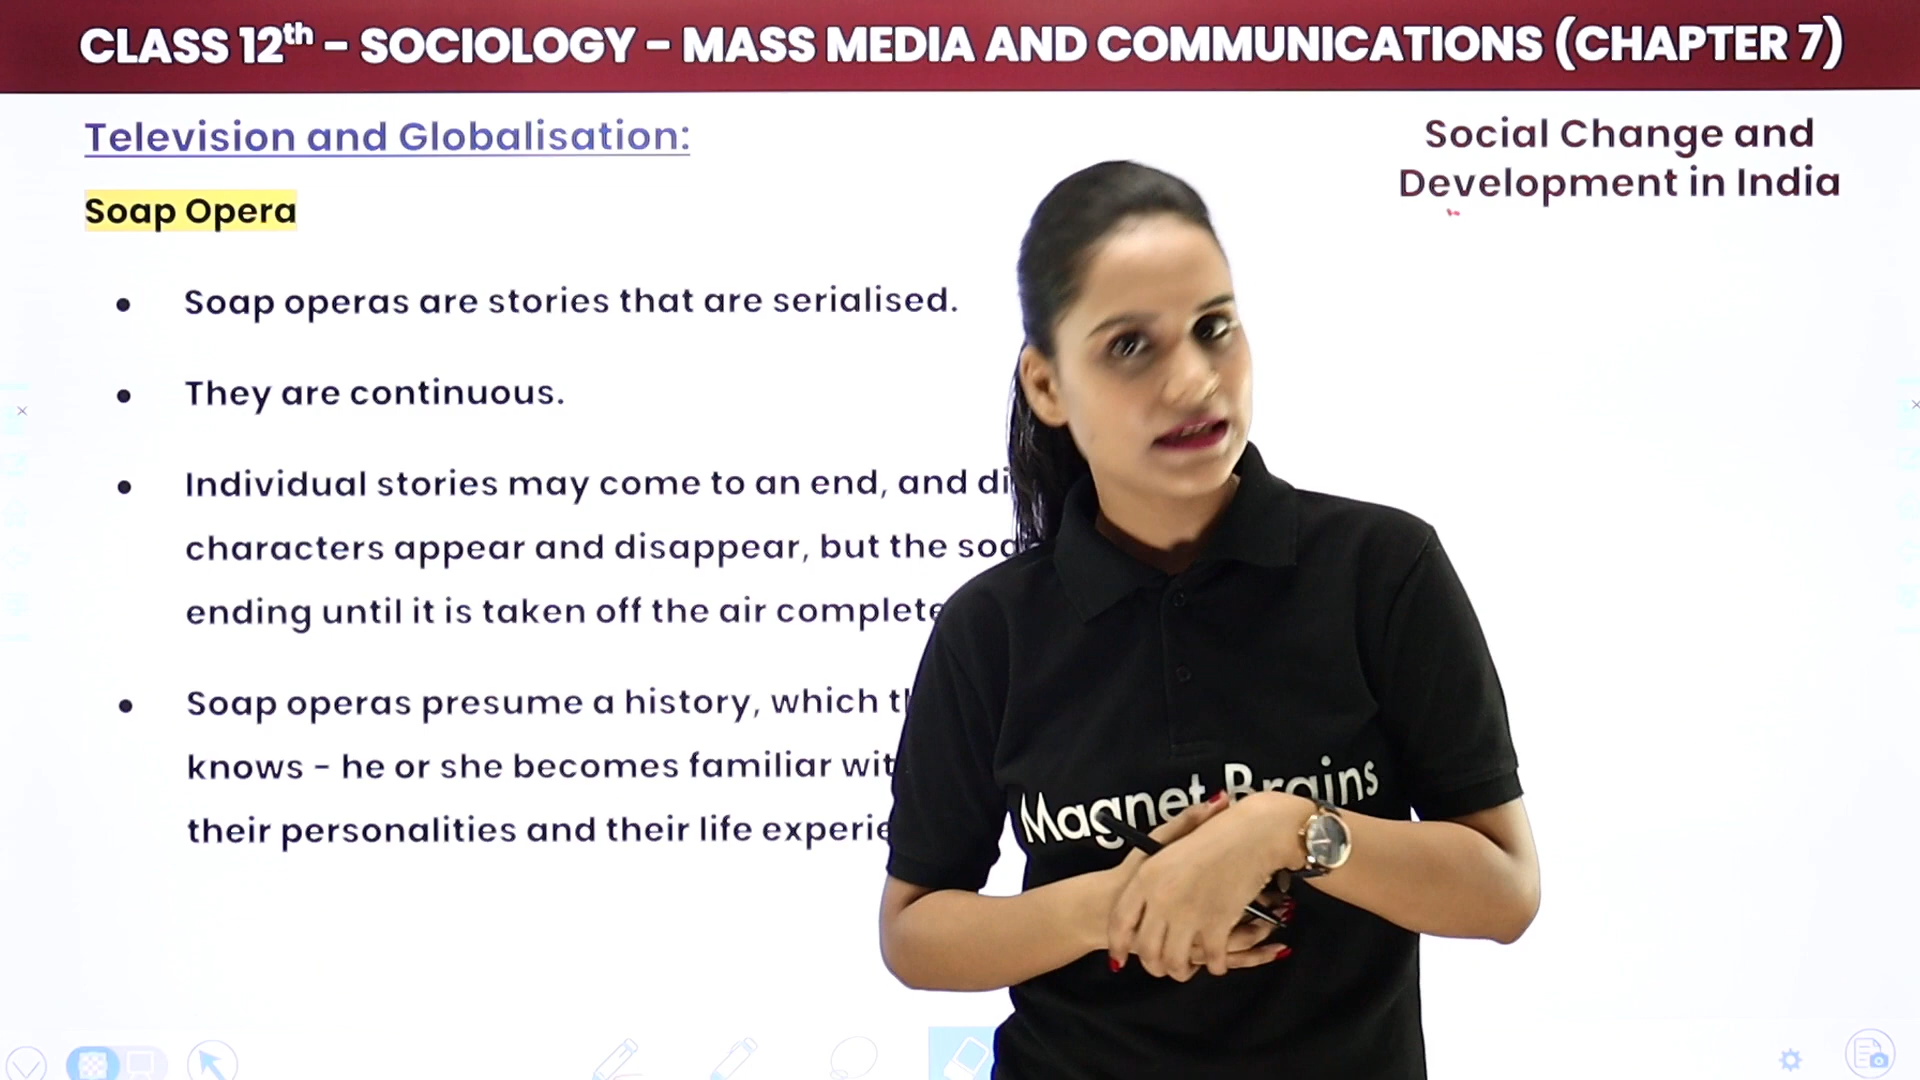 CLASS 12th – SOCIOLOGY – MASS MEDIA AND COMMUNICATIONS (CHAPTER 7)
Television and Globalisation:
Social Change and
Development in India
Soap Opera
• Soap operas are stories that are serialised.
• They are continuous.
• Individual stories may come to an end, and
characters appear and disappear, but the
ending until it is taken off the air
• Soap operas presume a history, which
knows – he or she becomes familiar
their personalities and their life
Magnet Brains